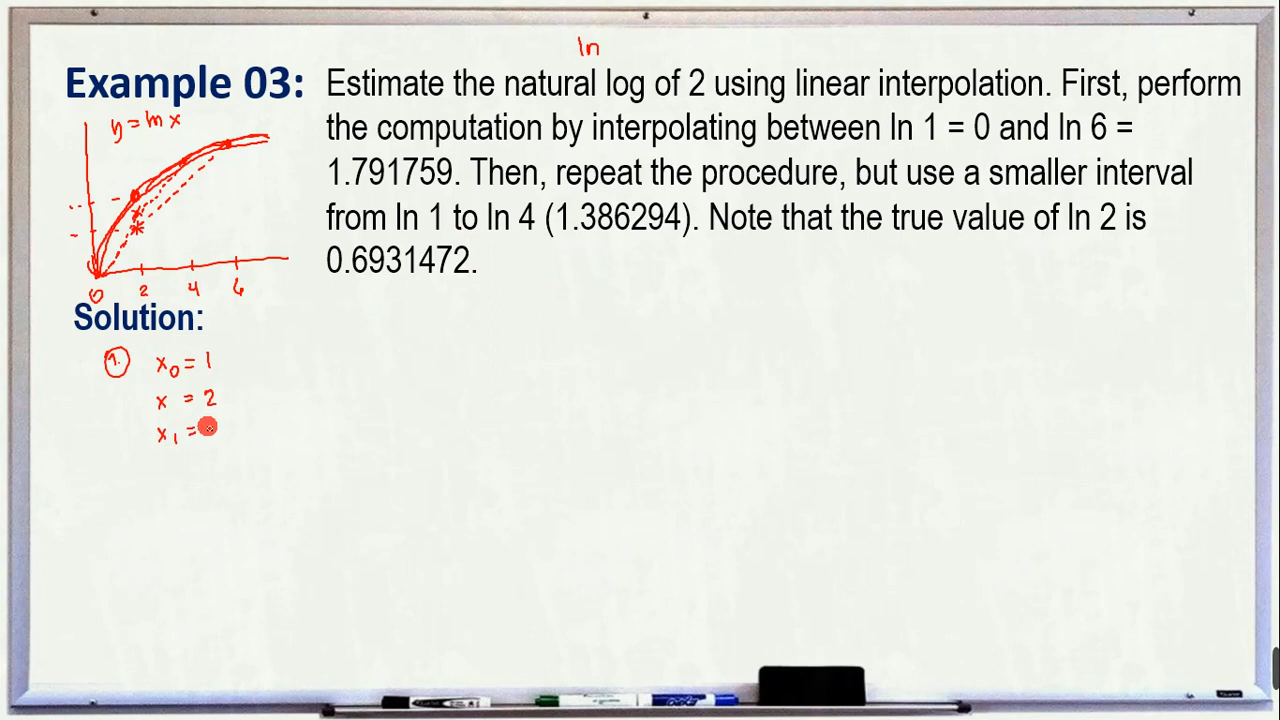 ln
Example 03: Estimate the natural log of 2 using linear interpolation. First, perform
the computation by interpolating between ln 1 = 0 and ln 6 =
1.791759. Then, repeat the procedure, but use a smaller interval
from ln 1 to ln 4 (1.386294). Note that the true value of ln 2 is
0.6931472.
y = ln x
0 2 4 6
Solution:
1. x₀ = 1
x = 2
x₁ =